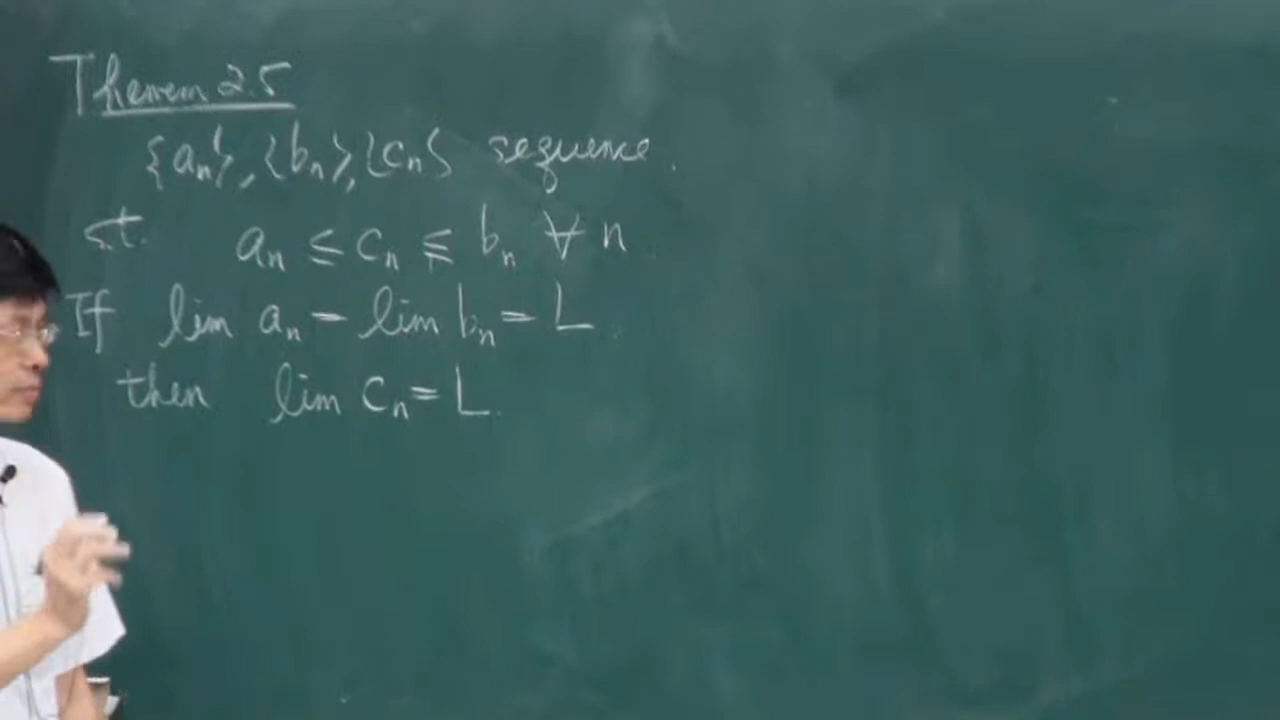 Theorem 2.5
{an}, {bn}, {cn} sequence.
s.t. an ≦ cn ≦ bn ∀ n
If lim an = lim bn = L.
then lim cn = L.